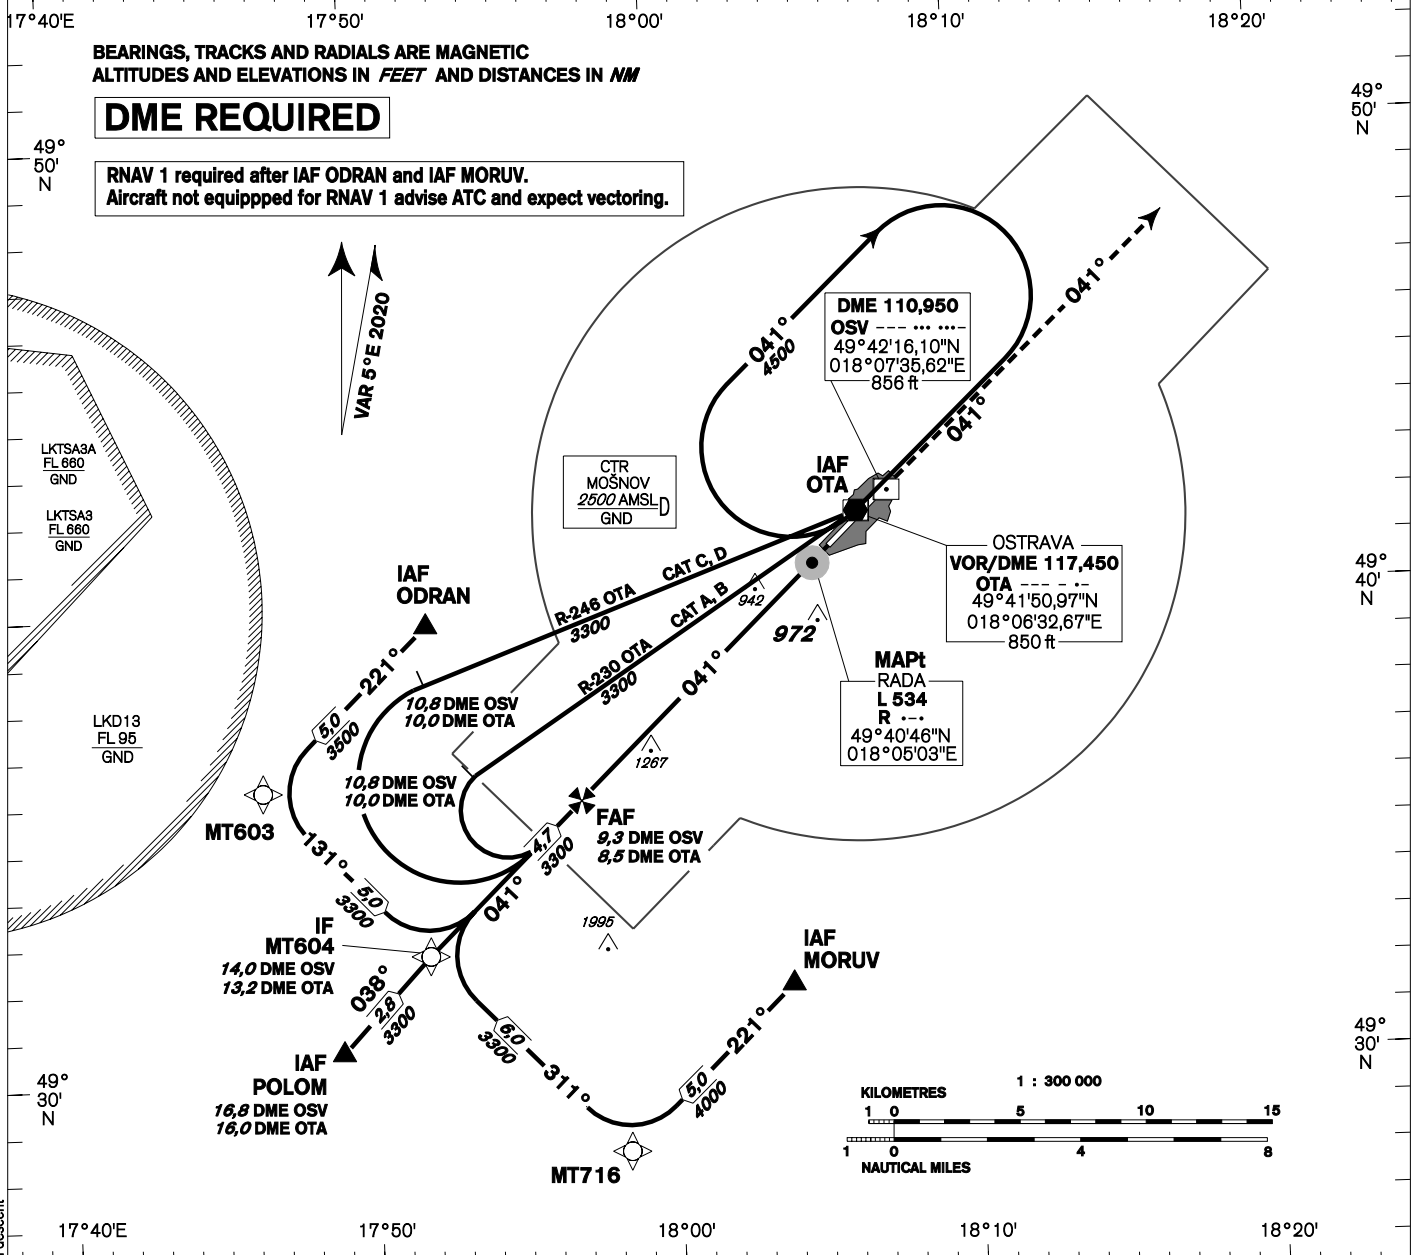 17°40'E 17°50' 18°00' 18°10' 18°20'
BEARINGS, TRACKS AND RADIALS ARE MAGNETIC
ALTITUDES AND ELEVATIONS IN FEET AND DISTANCES IN NM
DME REQUIRED
49°
50'
N
49°
50'
N
RNAV 1 required after IAF ODRAN and IAF MORUV.
Aircraft not equippped for RNAV 1 advise ATC and expect vectoring.
VAR 5°E 2020
041°
4500
041°
041°
DME 110,950
OSV --- ··· ···-
49°42'16,10"N
018°07'35,62"E
856 ft
LKTSA3A
FL 660
GND
LKTSA3
FL 660
GND
CTR
MOŠNOV
2500 AMSL
GND
D
IAF
OTA
OSTRAVA
VOR/DME 117,450
OTA --- - ·-
49°41'50,97"N
018°06'32,67"E
850 ft
49°
40'
N
IAF
ODRAN
R-246 OTA CAT C, D
3300
R-230 OTA CAT A, B
3300
942
972
041°
MAPt
RADA
L 534
R ·-·
49°40'46"N
018°05'03"E
221°
5,0
3500
10,8 DME OSV
10,0 DME OTA
LKD13
FL 95
GND
1267
10,8 DME OSV
10,0 DME OTA
MT603
FAF
9,3 DME OSV
8,5 DME OTA
4,7
3300
131°
5,0
3300
041°
1995
IF
MT604
14,0 DME OSV
13,2 DME OTA
038°
2,8
3300
IAF
MORUV
221°
5,0
4000
6,0
3300
311°
IAF
POLOM
16,8 DME OSV
16,0 DME OTA
MT716
49°
30'
N
49°
30'
N
1 : 300 000
KILOMETRES
1 0 5 10 15
1 0 4 8
NAUTICAL MILES
descent
17°40'E 17°50' 18°00' 18°10' 18°20'